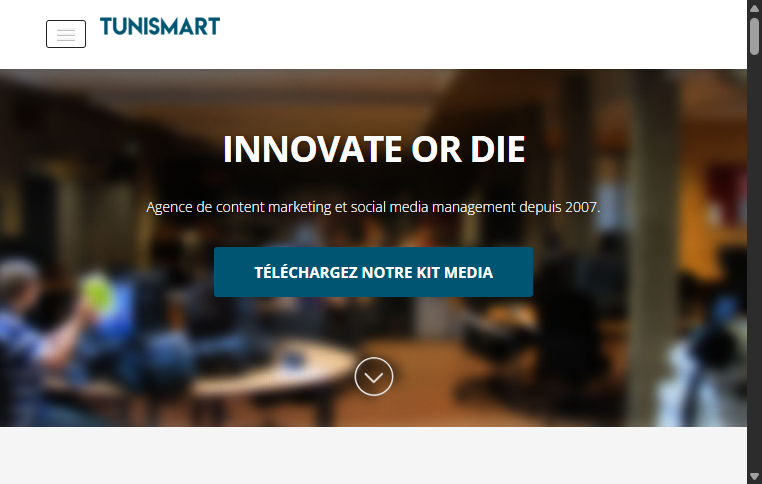 TUNISMART
INNOVATE OR DIE
Agence de content marketing et social media management depuis 2007.
TÉLÉCHARGEZ NOTRE KIT MEDIA